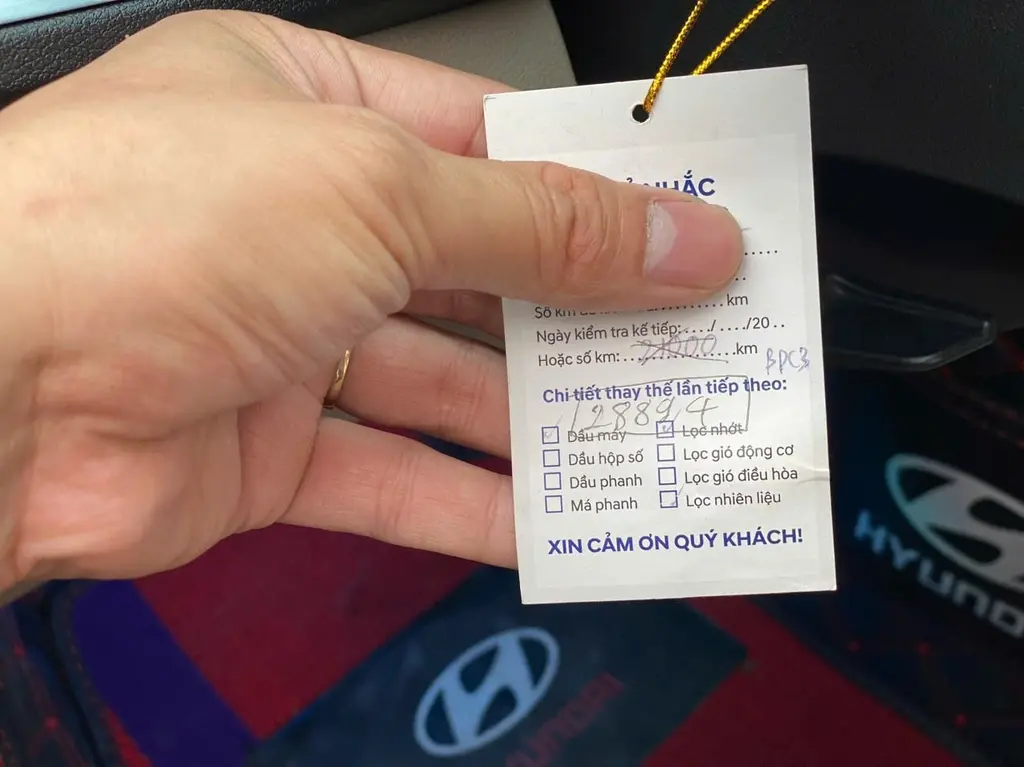 NHẮC
km
Ngày kiểm tra kế tiếp: ..../..../20..
Hoặc số km: ...21000...km
BPC3
Chi tiết thay thế lần tiếp theo:
128894
Dầu máy Lọc nhớt
Dầu hộp số Lọc gió động cơ
Dầu phanh Lọc gió điều hòa
Má phanh Lọc nhiên liệu
XIN CẢM ƠN QUÝ KHÁCH!
HYUNDAI
HYUNDAI